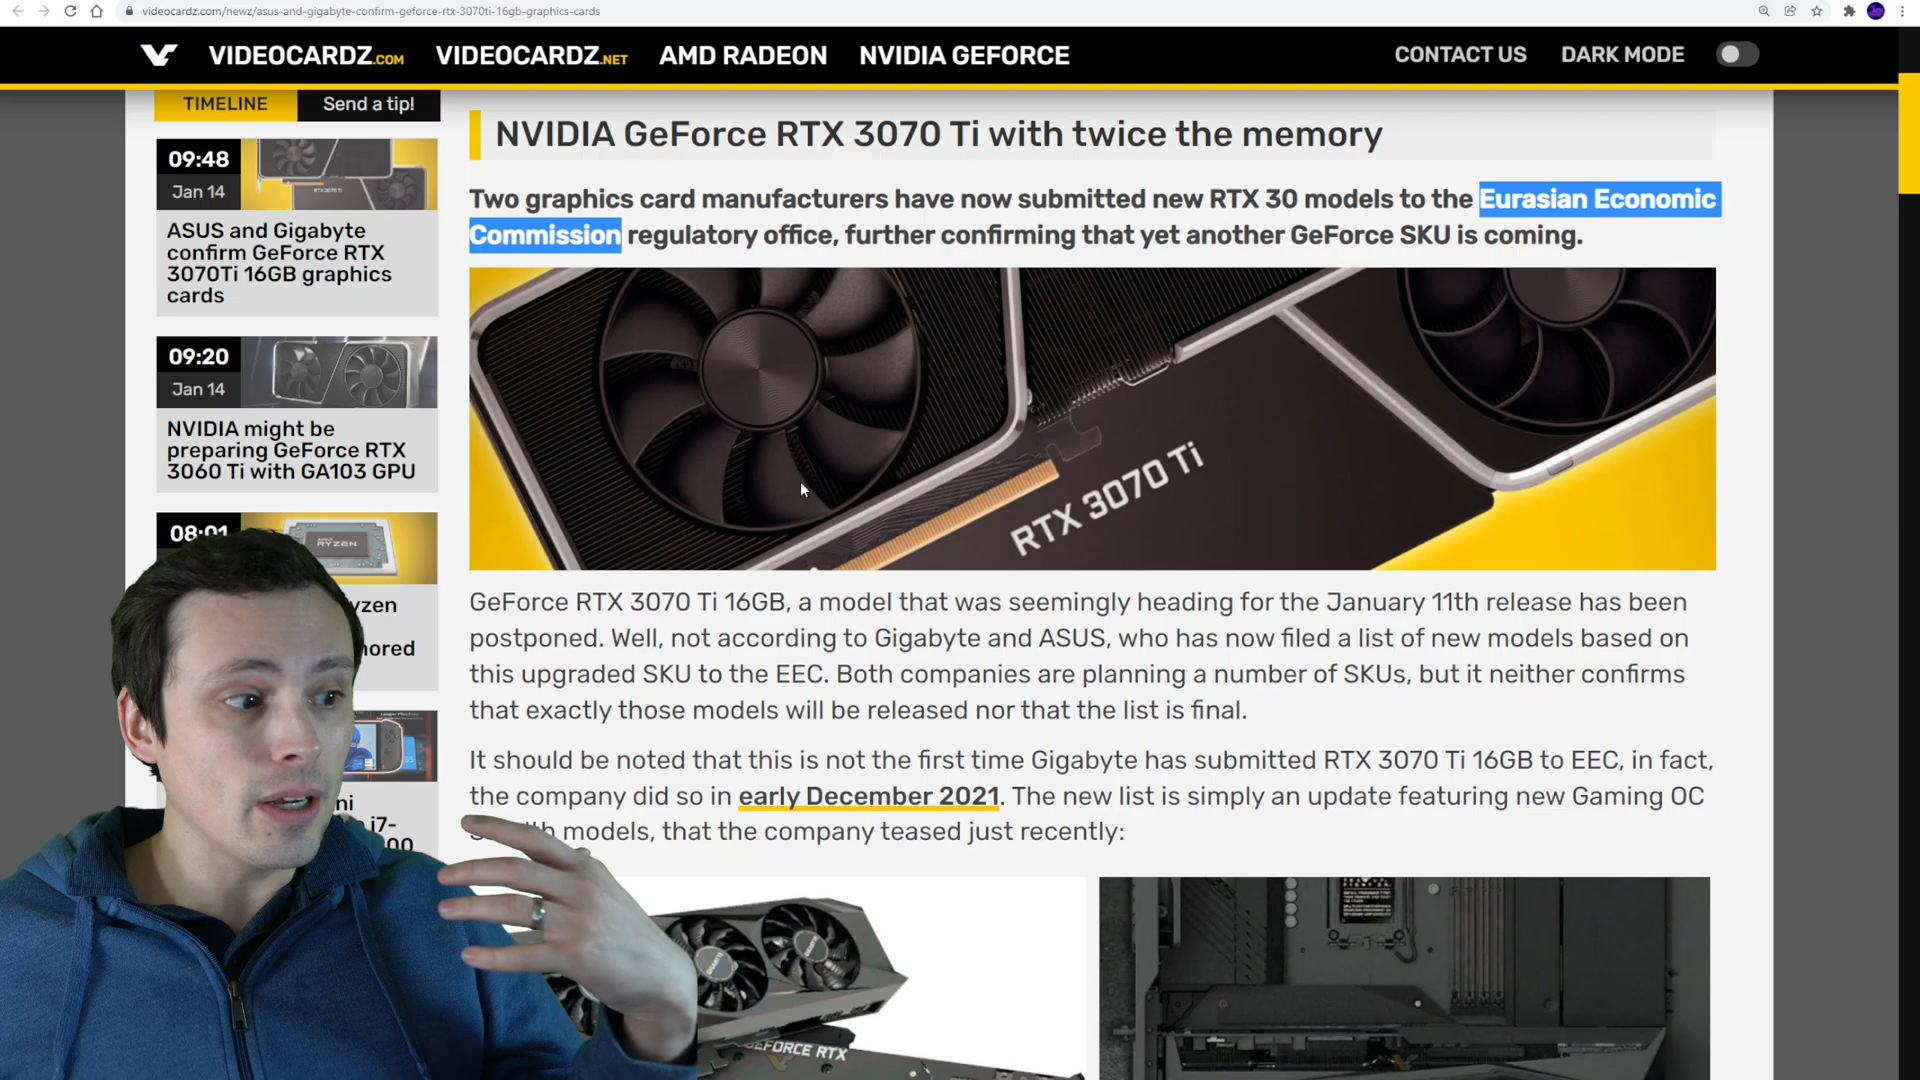 videocardz.com/newz/asus-and-gigabyte-confirm-geforce-rtx-3070ti-16gb-graphics-cards
VIDEOCARDZ.COM VIDEOCARDZ.NET AMD RADEON NVIDIA GEFORCE CONTACT US DARK MODE
TIMELINE Send a tip!
09:48
Jan 14
ASUS and Gigabyte
confirm GeForce RTX
3070Ti 16GB graphics
cards
09:20
Jan 14
NVIDIA might be
preparing GeForce RTX
3060 Ti with GA103 GPU
08:01
RYZEN
yzen
nored
ni
i7-
00
NVIDIA GeForce RTX 3070 Ti with twice the memory
Two graphics card manufacturers have now submitted new RTX 30 models to the Eurasian Economic
Commission regulatory office, further confirming that yet another GeForce SKU is coming.
RTX 3070 Ti
GeForce RTX 3070 Ti 16GB, a model that was seemingly heading for the January 11th release has been
postponed. Well, not according to Gigabyte and ASUS, who has now filed a list of new models based on
this upgraded SKU to the EEC. Both companies are planning a number of SKUs, but it neither confirms
that exactly those models will be released nor that the list is final.
It should be noted that this is not the first time Gigabyte has submitted RTX 3070 Ti 16GB to EEC, in fact,
the company did so in early December 2021. The new list is simply an update featuring new Gaming OC
models, that the company teased just recently:
GEFORCE RTX